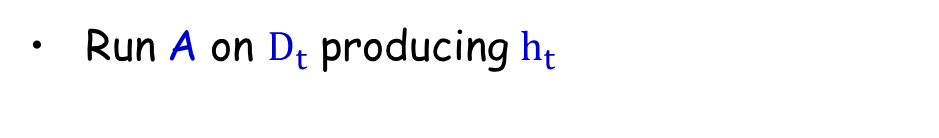 • Run A on Dₜ producing hₜ